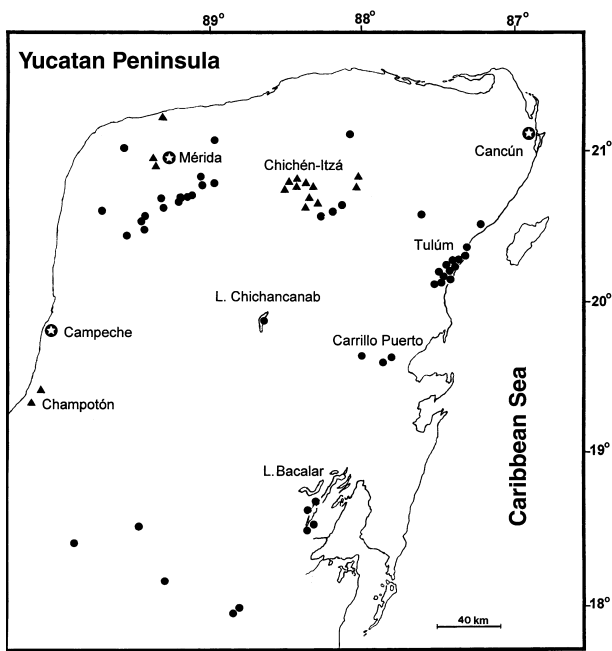 89°
88°
87°
Yucatan Peninsula
Mérida
Cancún
21°
Chichén-Itzá
Tulúm
20°
L. Chichancanab
Campeche
Carrillo Puerto
Champotón
Caribbean Sea
19°
L. Bacalar
18°
40 km